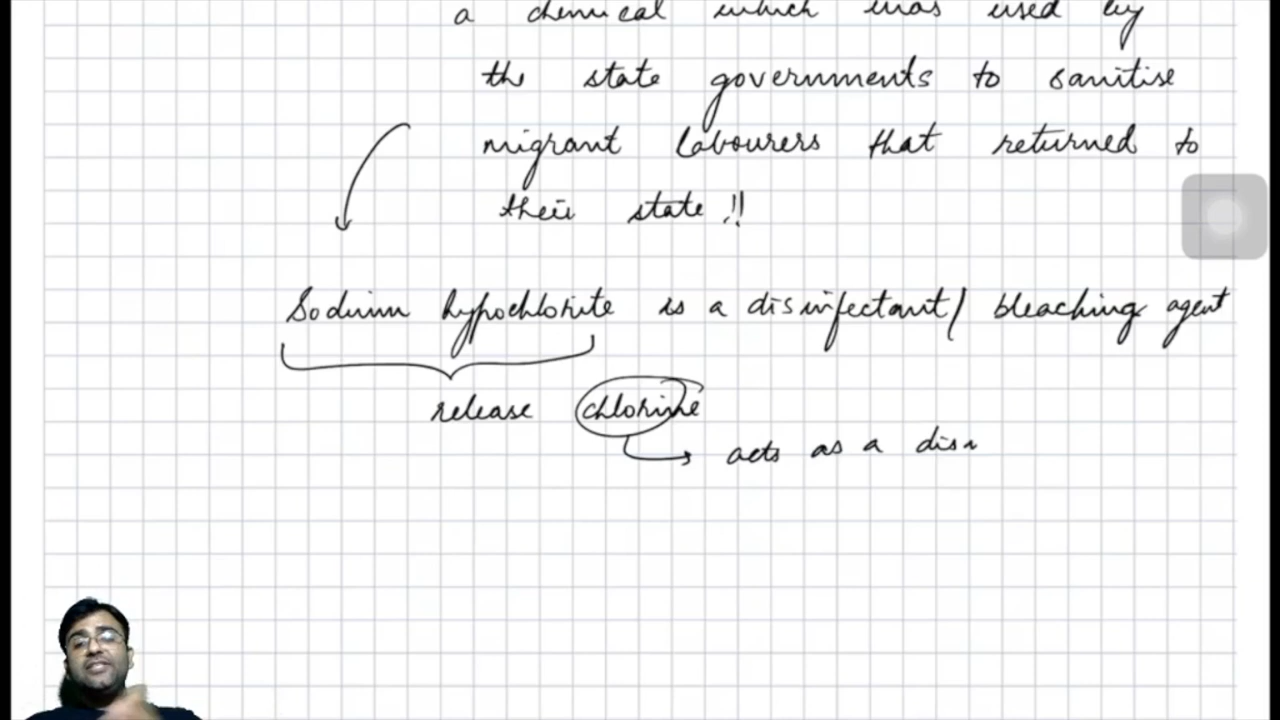 a chemical which was used by
the state governments to sanitise
migrant labourers that returned to
their state !!
Sodium hypochlorite is a disinfectant/ bleaching agent
release chlorine
acts as a disn